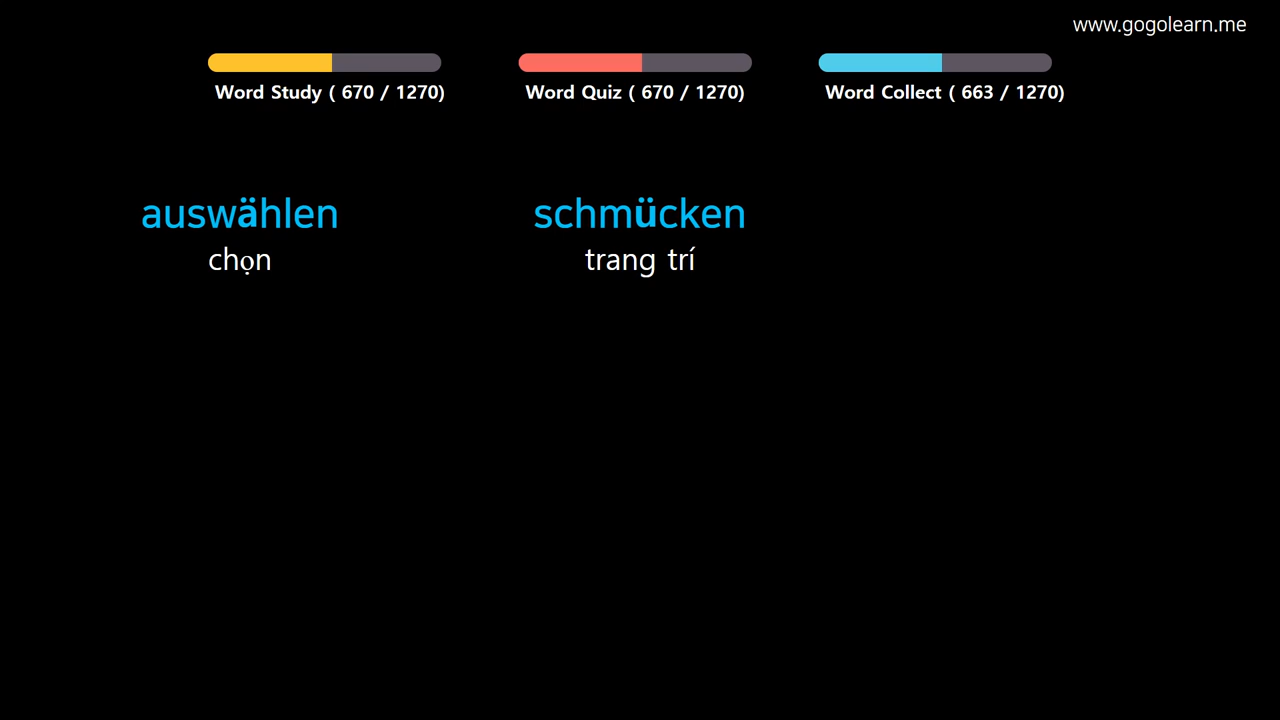 www.gogolearn.me
Word Study ( 670 / 1270)
Word Quiz ( 670 / 1270)
Word Collect ( 663 / 1270)
auswählen
chọn
schmücken
trang trí